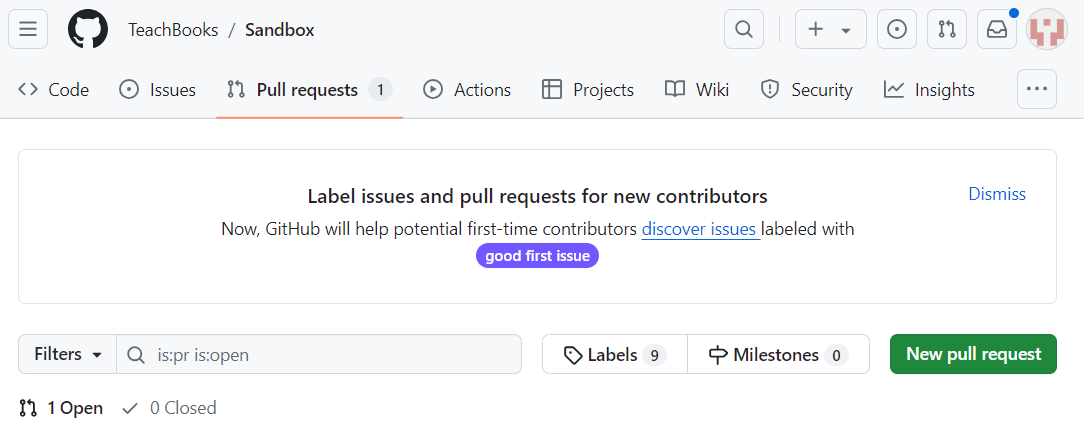 TeachBooks / Sandbox
Code Issues Pull requests 1 Actions Projects Wiki Security Insights
Label issues and pull requests for new contributors
Dismiss
Now, GitHub will help potential first-time contributors discover issues labeled with
good first issue
Filters is:pr is:open Labels 9 Milestones 0 New pull request
1 Open 0 Closed